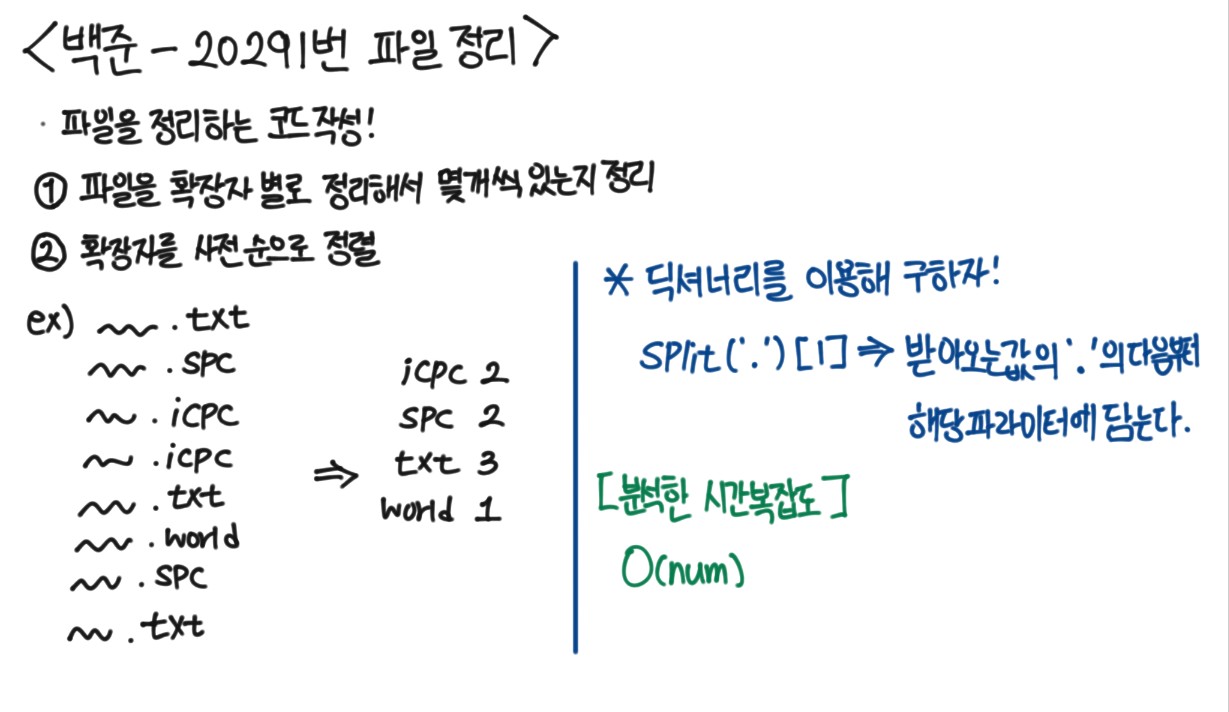 <백준 - 20291번 파일 정리>
· 파일을 정리하는 코드 작성!
① 파일을 확장자 별로 정리해서 몇개씩 있는지 정리
② 확장자를 사전 순으로 정렬
ex) ~~ .txt
~~ .spc
~~ .icpc
~~ .icpc
~~ .txt
~~ .world
~~ .spc
~~ .txt
⇒
icpc 2
spc 2
txt 3
world 1
* 딕셔너리를 이용해 구하자!
split('.')[1] ⇒ 받아오는값의 '.'의 다음부터
해당파라미터에 담는다.
[분석한 시간복잡도]
O(num)